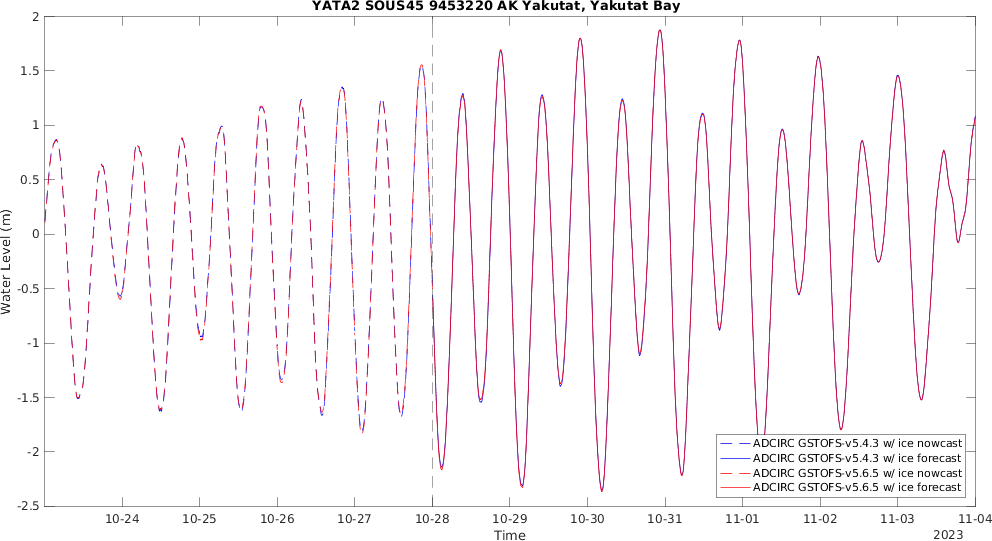 YATA2 SOUS45 9453220 AK Yakutat, Yakutat Bay
2
1.5
1
0.5
0
-0.5
-1
-1.5
-2
-2.5
Water Level (m)
ADCIRC GSTOFS-v5.4.3 w/ ice nowcast
ADCIRC GSTOFS-v5.4.3 w/ ice forecast
ADCIRC GSTOFS-v5.6.5 w/ ice nowcast
ADCIRC GSTOFS-v5.6.5 w/ ice forecast
10-24 10-25 10-26 10-27 10-28 10-29 10-30 10-31 11-01 11-02 11-03 11-04
Time
2023